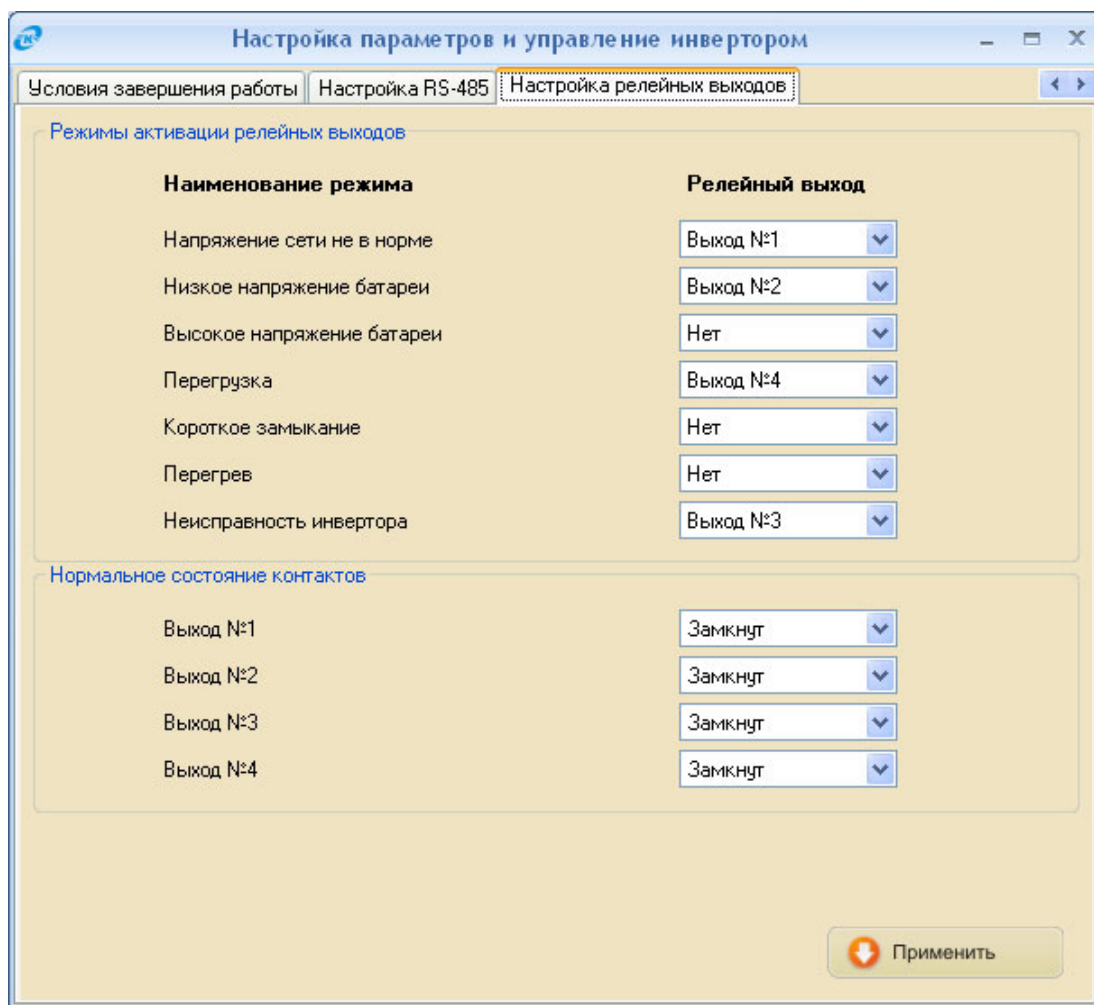 Настройка параметров и управление инвертором
Условия завершения работы Настройка RS-485 Настройка релейных выходов
Режимы активации релейных выходов
Наименование режима Релейный выход
Напряжение сети не в норме Выход №1
Низкое напряжение батареи Выход №2
Высокое напряжение батареи Нет
Перегрузка Выход №4
Короткое замыкание Нет
Перегрев Нет
Неисправность инвертора Выход №3
Нормальное состояние контактов
Выход №1 Замкнут
Выход №2 Замкнут
Выход №3 Замкнут
Выход №4 Замкнут
Применить